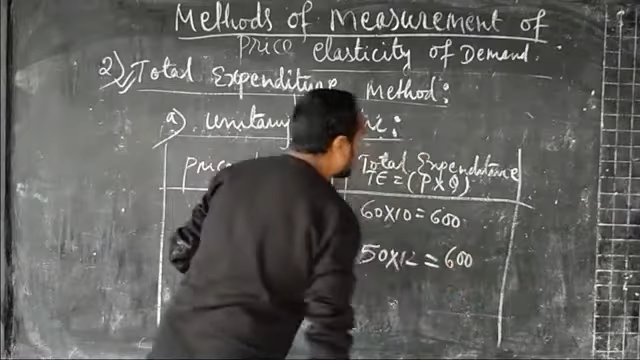 Methods of Measurement of
Price elasticity of Demand.
2) Total Expenditure Method:
a)
Price
Total Expenditure
TE = (P×Q)
60×10=600
50×12=600